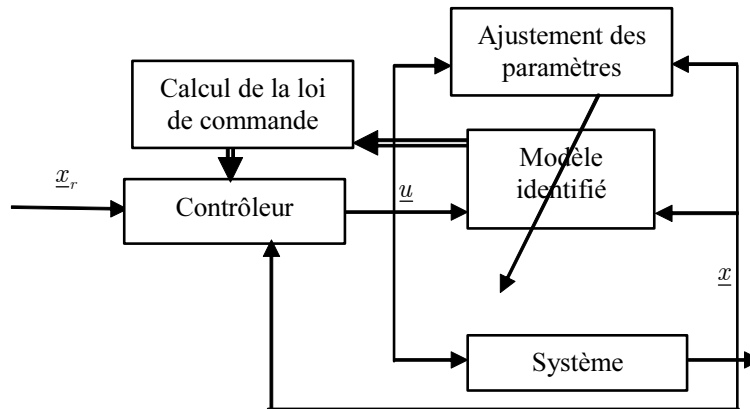 Ajustement des
paramètres
Calcul de la loi
de commande
Modèle
identifié
x_r
Contrôleur
u
x
Système